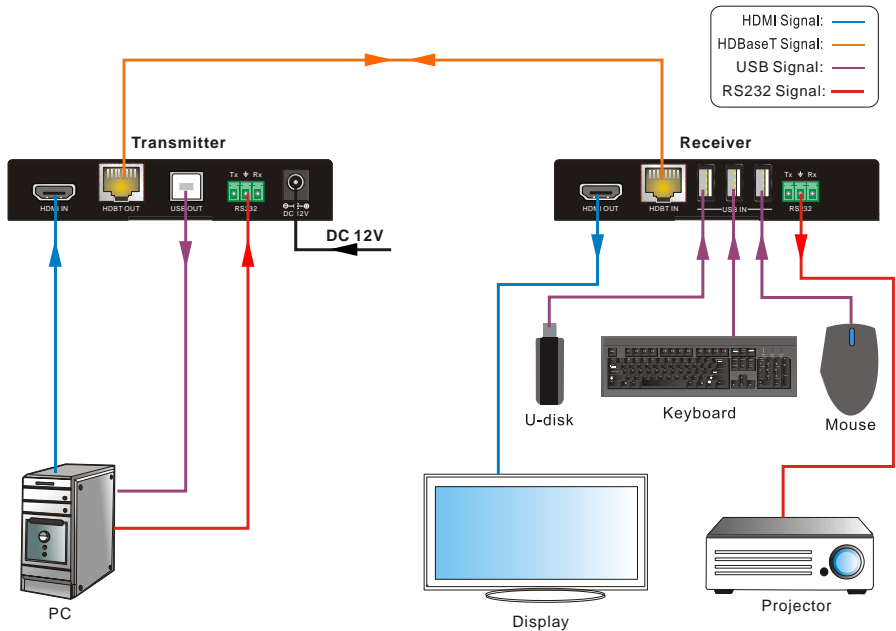 HDMI Signal:
HDBaseT Signal:
USB Signal:
RS232 Signal:
Transmitter
Receiver
HDMI IN
HDBT OUT
USB OUT
Tx Rx
RS232
DC 12V
DC 12V
HDMI OUT
HDBT IN
USB IN
Tx Rx
RS232
U-disk
Keyboard
Mouse
PC
Display
Projector